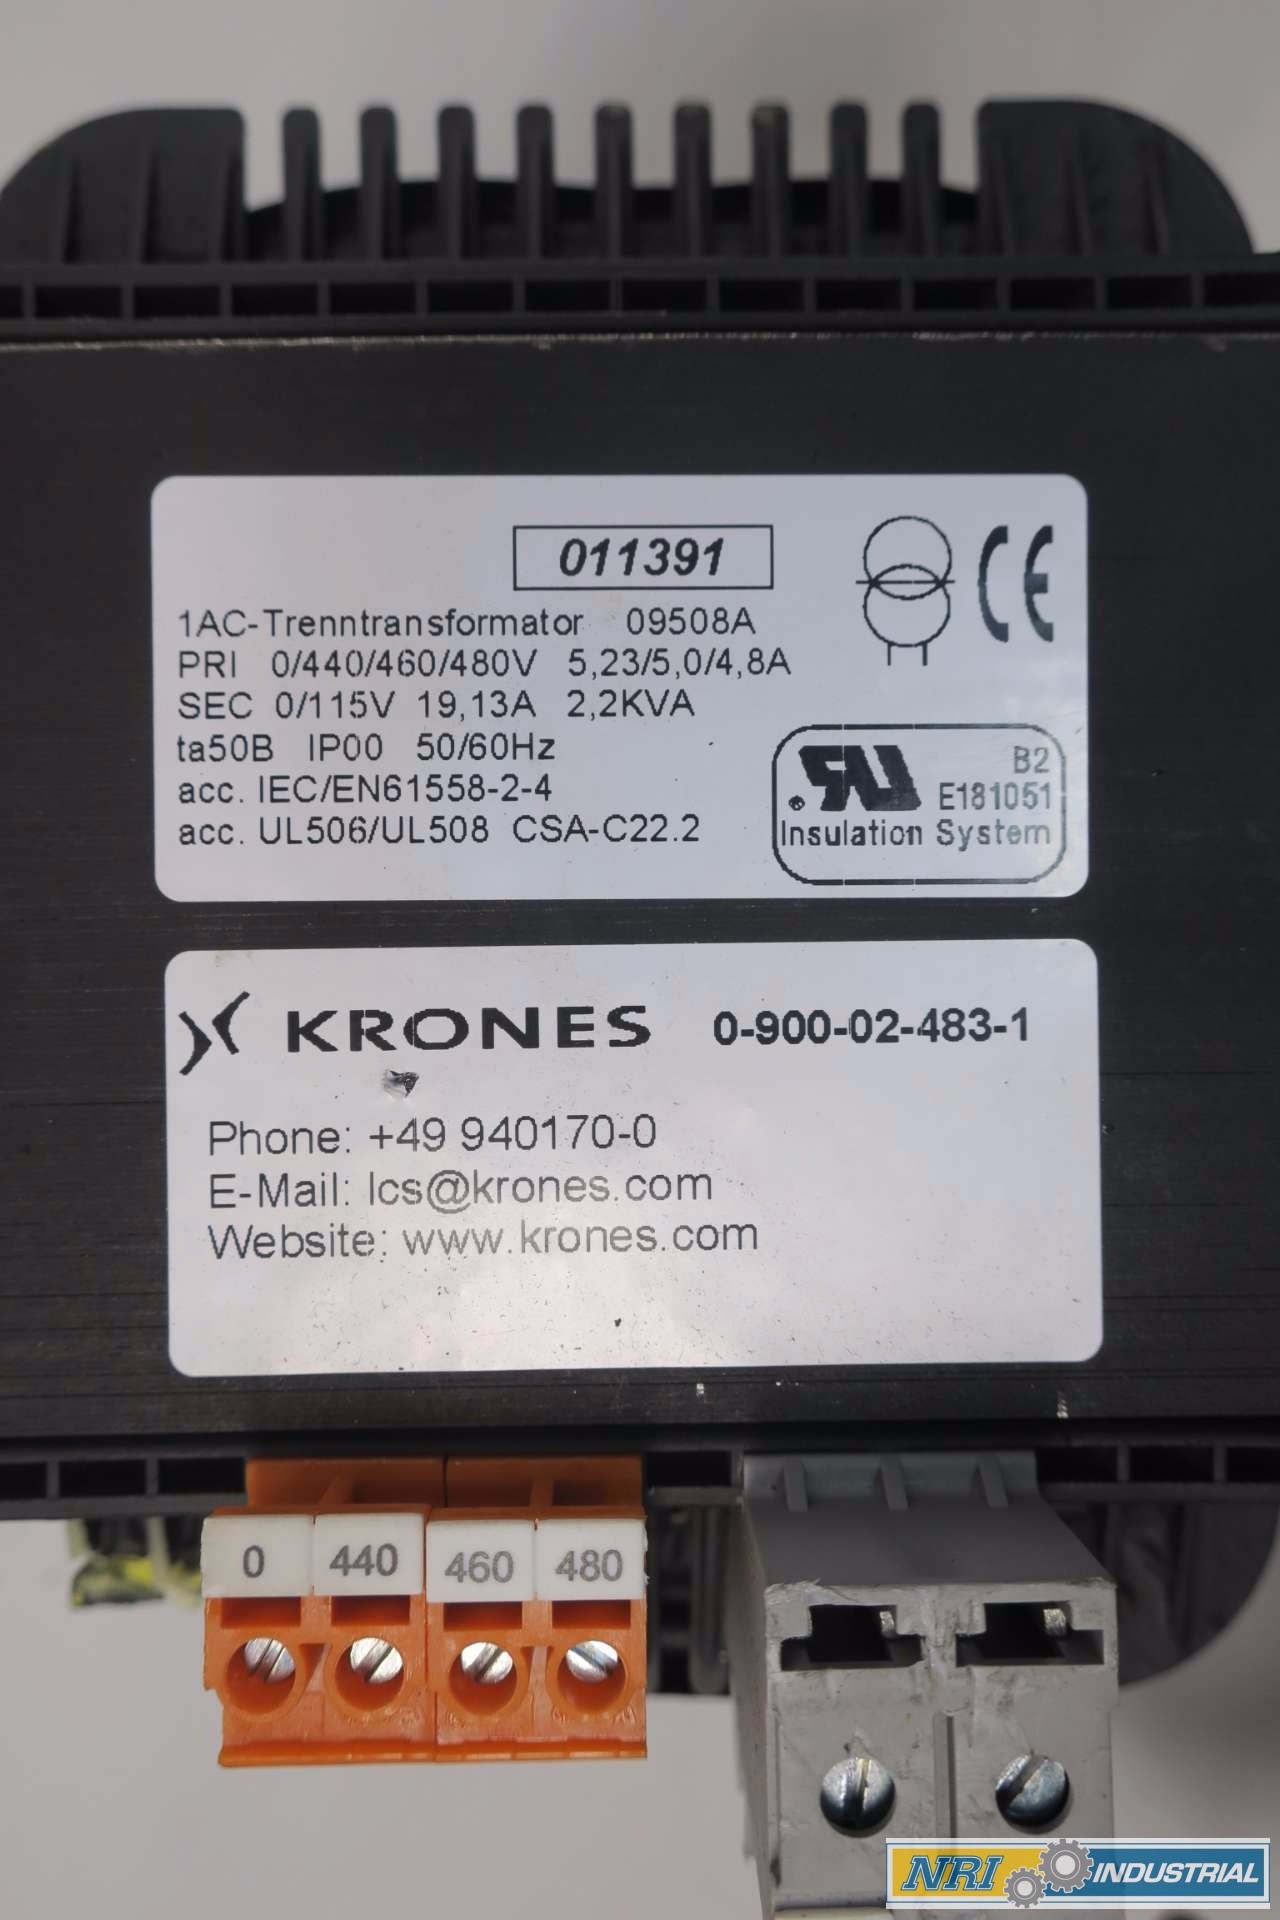 011391
1AC-Trenntransformator 09508A
PRI 0/440/460/480V 5,23/5,0/4,8A
SEC 0/115V 19,13A 2,2KVA
ta50B IP00 50/60Hz
acc. IEC/EN61558-2-4
acc. UL506/UL508 CSA-C22.2
CE
B2
E181051
Insulation System
KRONES 0-900-02-483-1
Phone: +49 940170-0
E-Mail: lcs@krones.com
Website: www.krones.com
0 440 460 480
NRI INDUSTRIAL